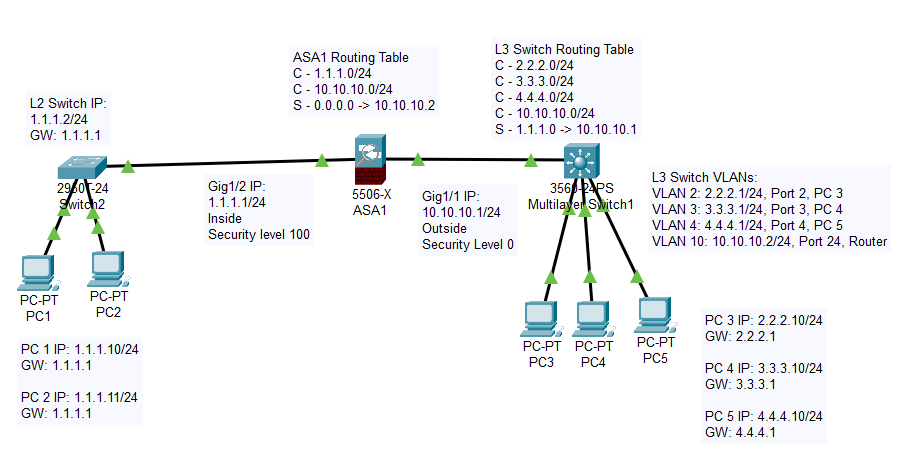 ASA1 Routing Table
C - 1.1.1.0/24
C - 10.10.10.0/24
S - 0.0.0.0 -> 10.10.10.2
L3 Switch Routing Table
C - 2.2.2.0/24
C - 3.3.3.0/24
C - 4.4.4.0/24
C - 10.10.10.0/24
S - 1.1.1.0 -> 10.10.10.1
L2 Switch IP:
1.1.1.2/24
GW: 1.1.1.1
2950T-24
Switch2
Gig1/2 IP:
1.1.1.1/24
Inside
Security level 100
5506-X
ASA1
Gig1/1 IP:
10.10.10.1/24
Outside
Security Level 0
3560-24PS
Multilayer Switch1
L3 Switch VLANs:
VLAN 2: 2.2.2.1/24, Port 2, PC 3
VLAN 3: 3.3.3.1/24, Port 3, PC 4
VLAN 4: 4.4.4.1/24, Port 4, PC 5
VLAN 10: 10.10.10.2/24, Port 24, Router
PC-PT
PC1
PC-PT
PC2
PC-PT
PC3
PC-PT
PC4
PC-PT
PC5
PC 1 IP: 1.1.1.10/24
GW: 1.1.1.1
PC 2 IP: 1.1.1.11/24
GW: 1.1.1.1
PC 3 IP: 2.2.2.10/24
GW: 2.2.2.1
PC 4 IP: 3.3.3.10/24
GW: 3.3.3.1
PC 5 IP: 4.4.4.10/24
GW: 4.4.4.1